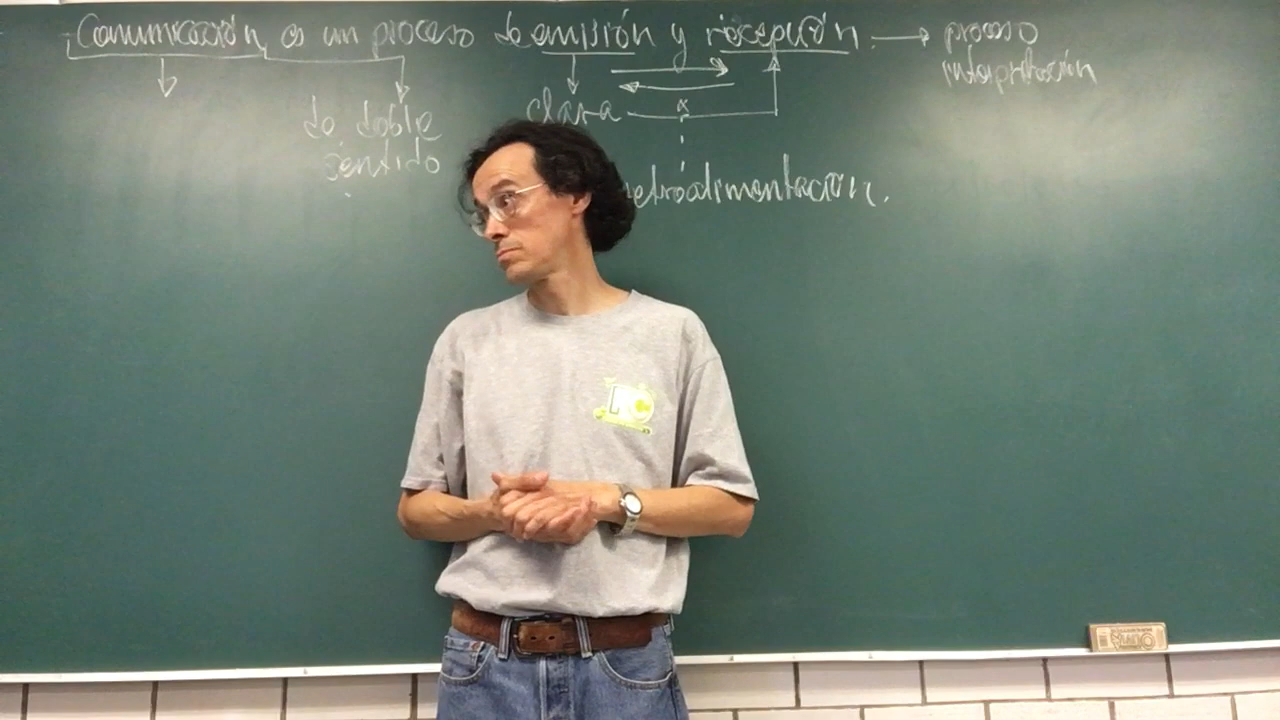 Comunicación, es un proceso de emisión y recepción. → proceso
interpretación
de doble
sentido
clara
retroalimentación.